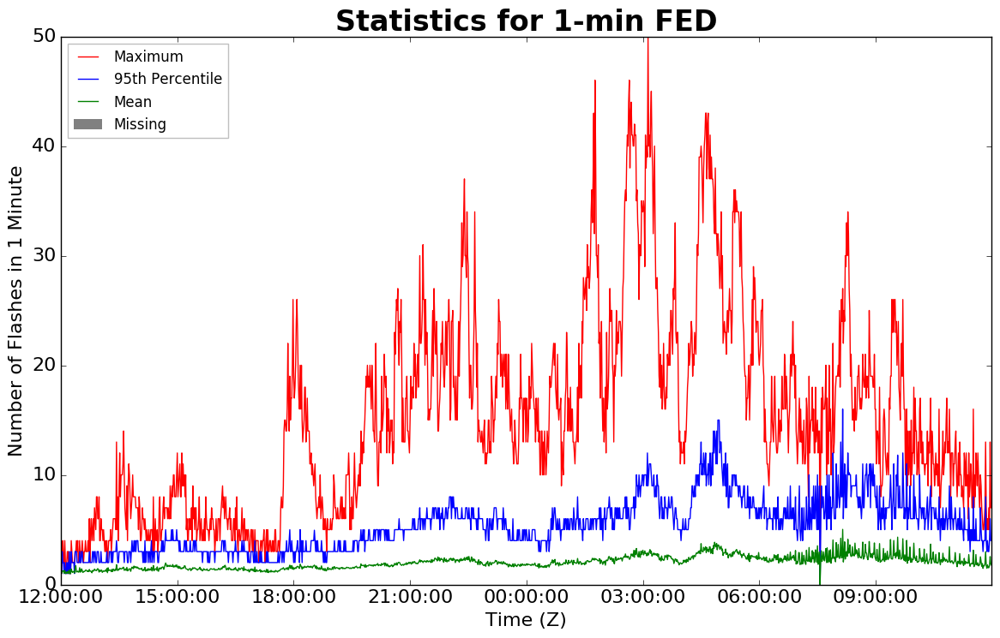 Statistics for 1-min FED
Maximum
95th Percentile
Mean
Missing
Number of Flashes in 1 Minute
50
40
30
20
10
0
12:00:00 15:00:00 18:00:00 21:00:00 00:00:00 03:00:00 06:00:00 09:00:00
Time (Z)